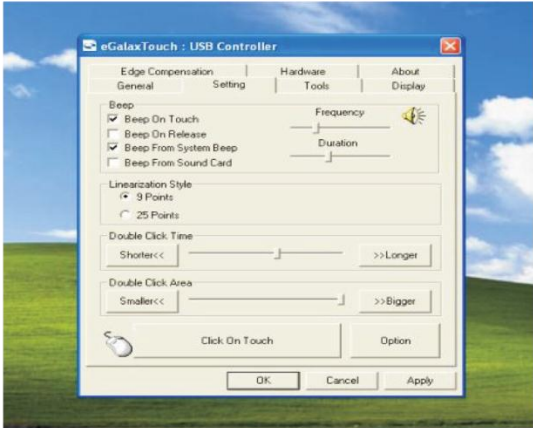 eGalaxTouch : USB Controller
Edge Compensation Hardware About
General Setting Tools Display
Beep
Beep On Touch
Beep On Release
Beep From System Beep
Beep From Sound Card
Frequency
Duration
Linearization Style
9 Points
25 Points
Double Click Time
Shorter<< >>Longer
Double Click Area
Smaller<< >>Bigger
Click On Touch Option
OK Cancel Apply